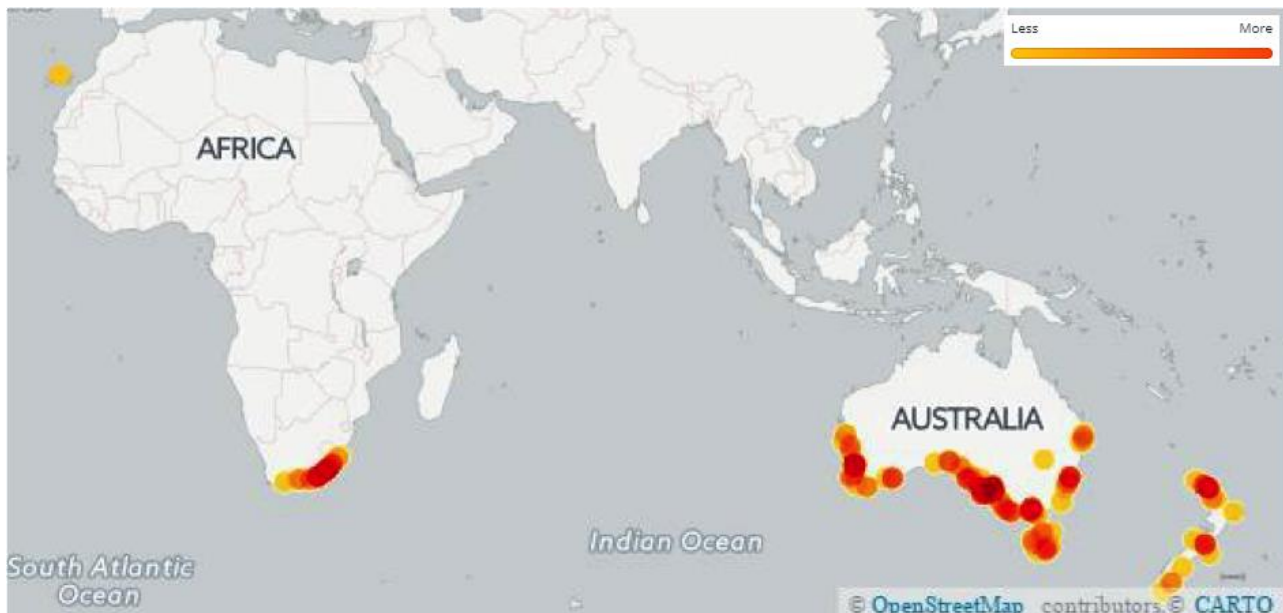 Less More
AFRICA
AUSTRALIA
Indian Ocean
South Atlantic
Ocean
© OpenStreetMap contributors © CARTO